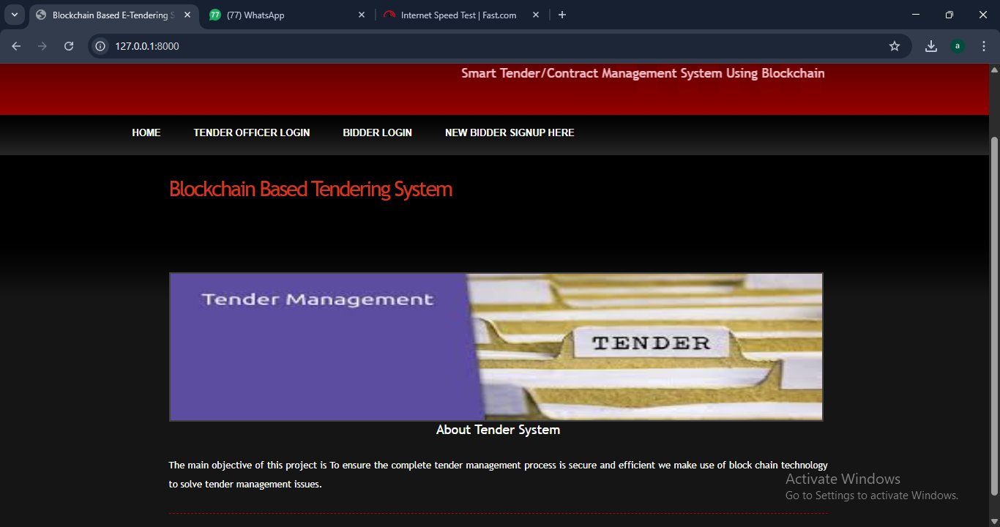 Blockchain Based E-Tendering S
(77) WhatsApp
Internet Speed Test | Fast.com
127.0.0.1:8000
a
Smart Tender/Contract Management System Using Blockchain
HOME TENDER OFFICER LOGIN BIDDER LOGIN NEW BIDDER SIGNUP HERE
Blockchain Based Tendering System
Tender Management
TENDER
About Tender System
The main objective of this project is To ensure the complete tender management process is secure and efficient we make use of block chain technology
to solve tender management issues.
Activate Windows
Go to Settings to activate Windows.